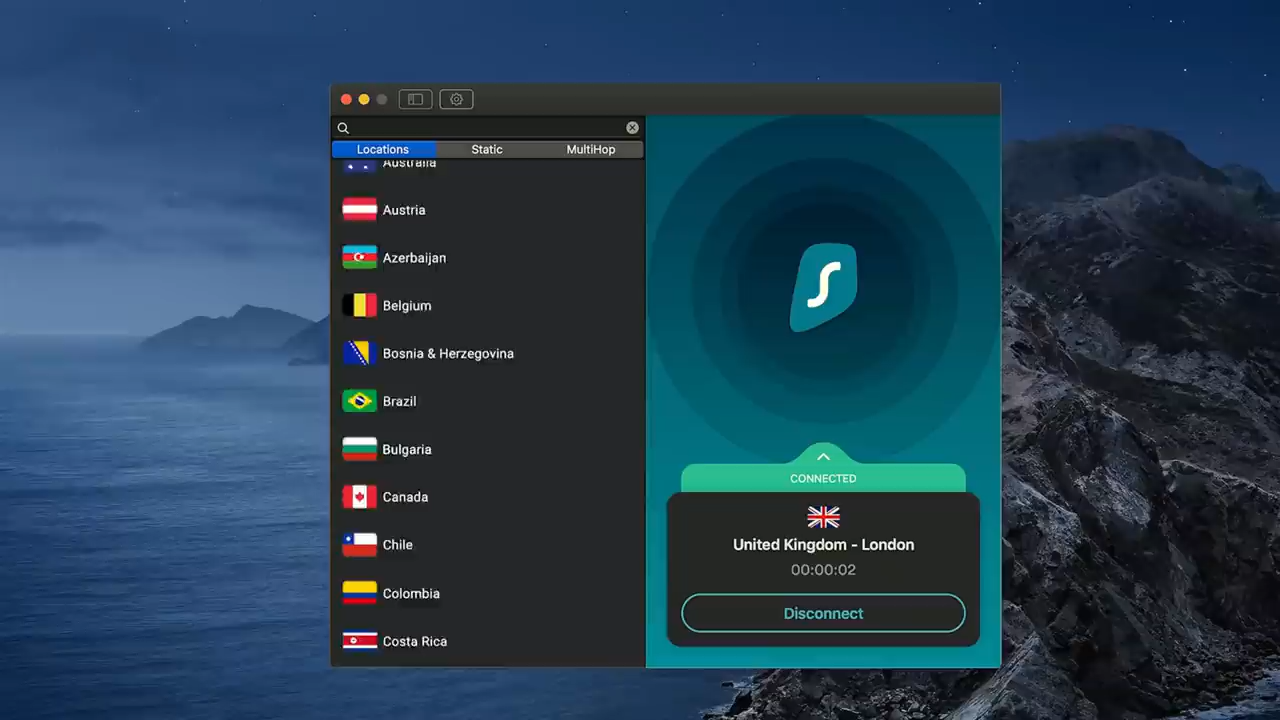 Locations Static MultiHop
Australia
Austria
Azerbaijan
Belgium
Bosnia & Herzegovina
Brazil
Bulgaria
Canada
Chile
Colombia
Costa Rica
CONNECTED
United Kingdom - London
00:00:02
Disconnect